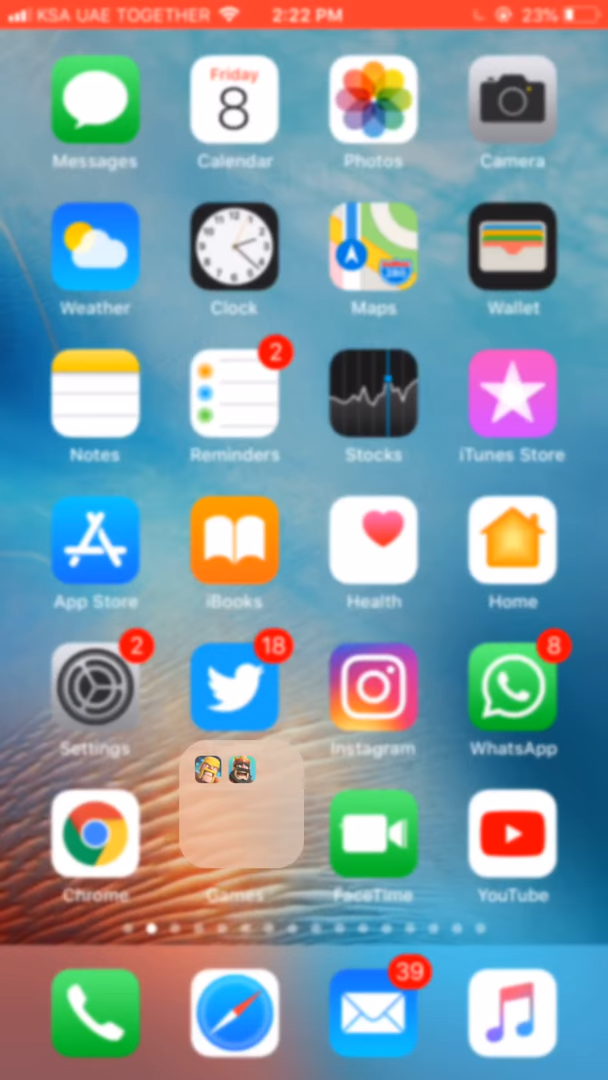 KSA UAE TOGETHER 2:22 PM 23%
Friday
8
Messages Calendar Photos Camera
12
Weather Clock Maps Wallet
280
2
Notes Reminders Stocks iTunes Store
App Store iBooks Health Home
2 18 8
Settings Instagram WhatsApp
Chrome Games FaceTime YouTube
39